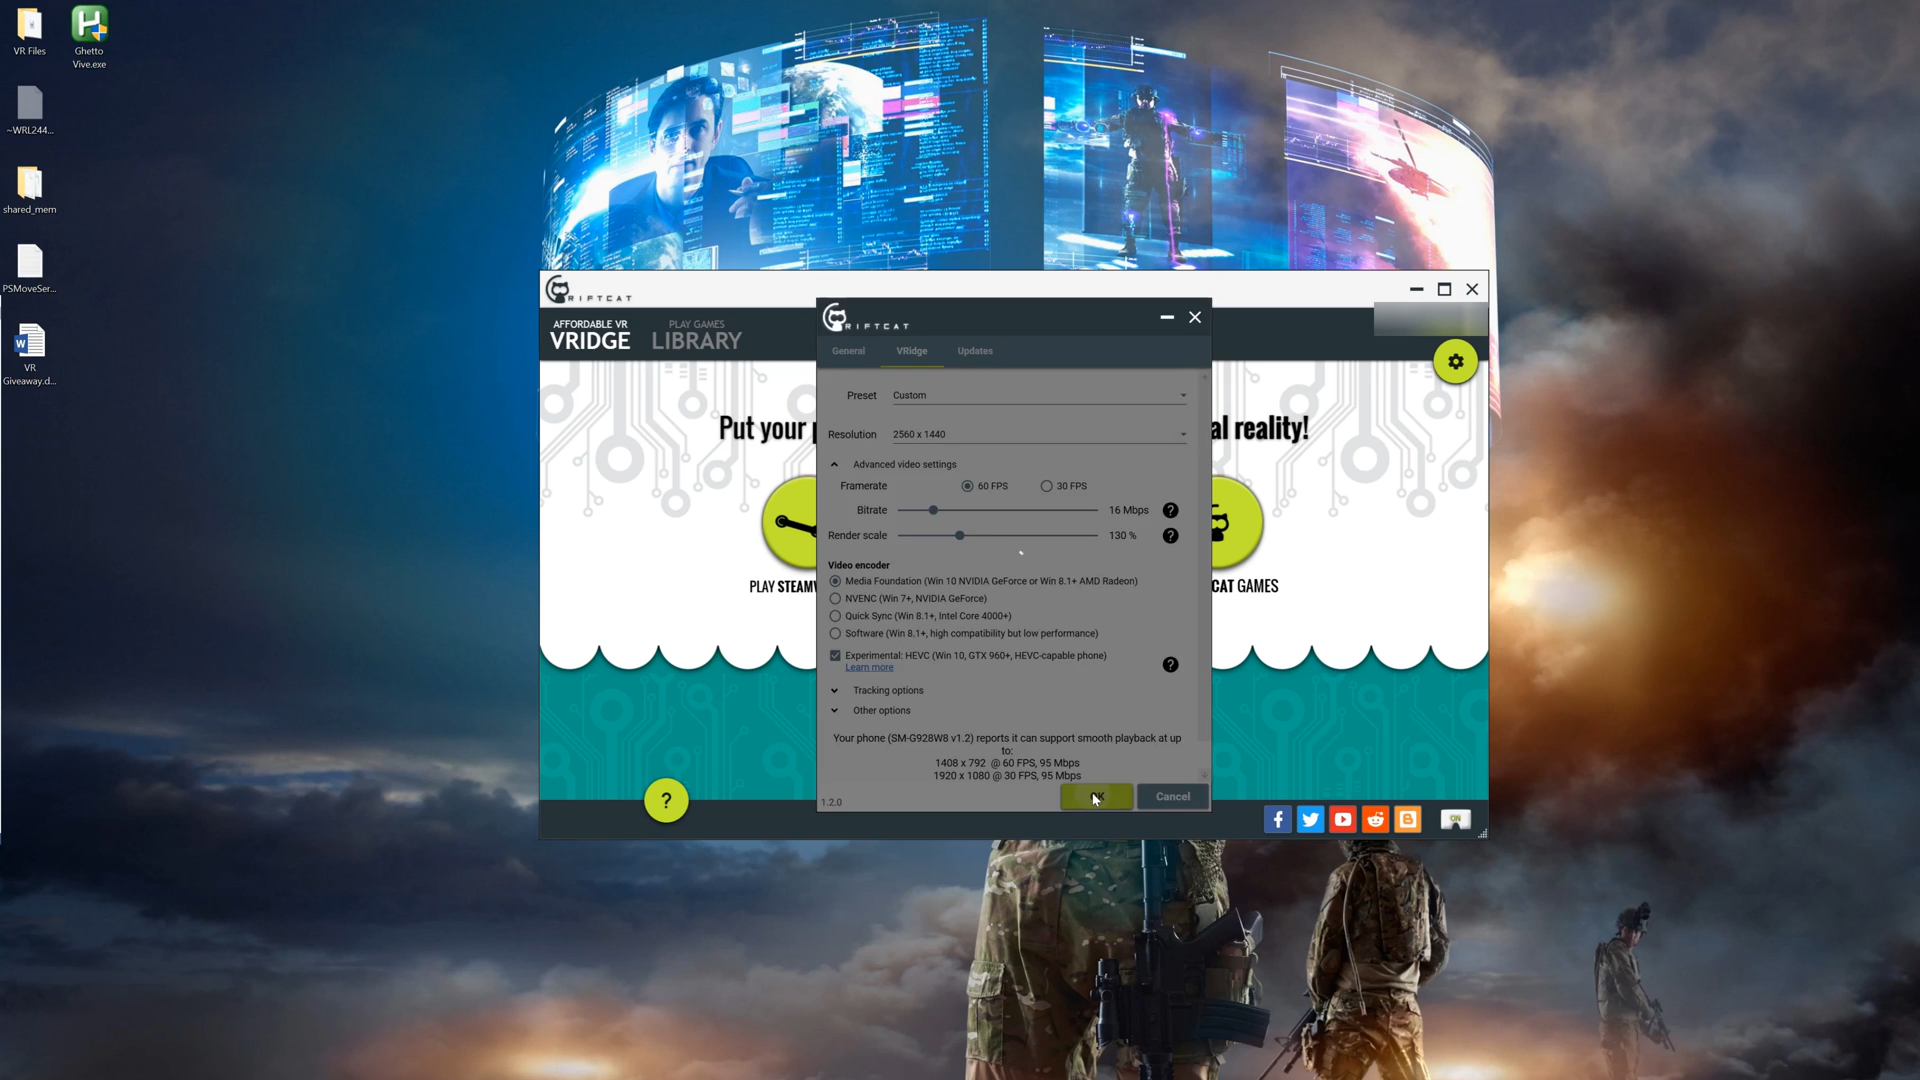 VR Files
Ghetto
Vive.exe
~WRL244...
shared_mem
PSMoveSer...
VR
Giveaway.d...
RIFTCAT
AFFORDABLE VR
VRIDGE
PLAY GAMES
LIBRARY
Put your p
al reality!
PLAY STEAMV
CAT GAMES
RIFTCAT
General
VRidge
Updates
Preset
Custom
Resolution
2560 x 1440
Advanced video settings
Framerate
60 FPS
30 FPS
Bitrate
16 Mbps
?
Render scale
130 %
?
Video encoder
Media Foundation (Win 10 NVIDIA GeForce or Win 8.1+ AMD Radeon)
NVENC (Win 7+, NVIDIA GeForce)
Quick Sync (Win 8.1+, Intel Core 4000+)
Software (Win 8.1+, high compatibility but low performance)
Experimental: HEVC (Win 10, GTX 960+, HEVC-capable phone)
Learn more
?
Tracking options
Other options
Your phone (SM-G928W8 v1.2) reports it can support smooth playback at up
to:
1408 x 792 @ 60 FPS, 95 Mbps
1920 x 1080 @ 30 FPS, 95 Mbps
1.2.0
OK
Cancel
?
ON